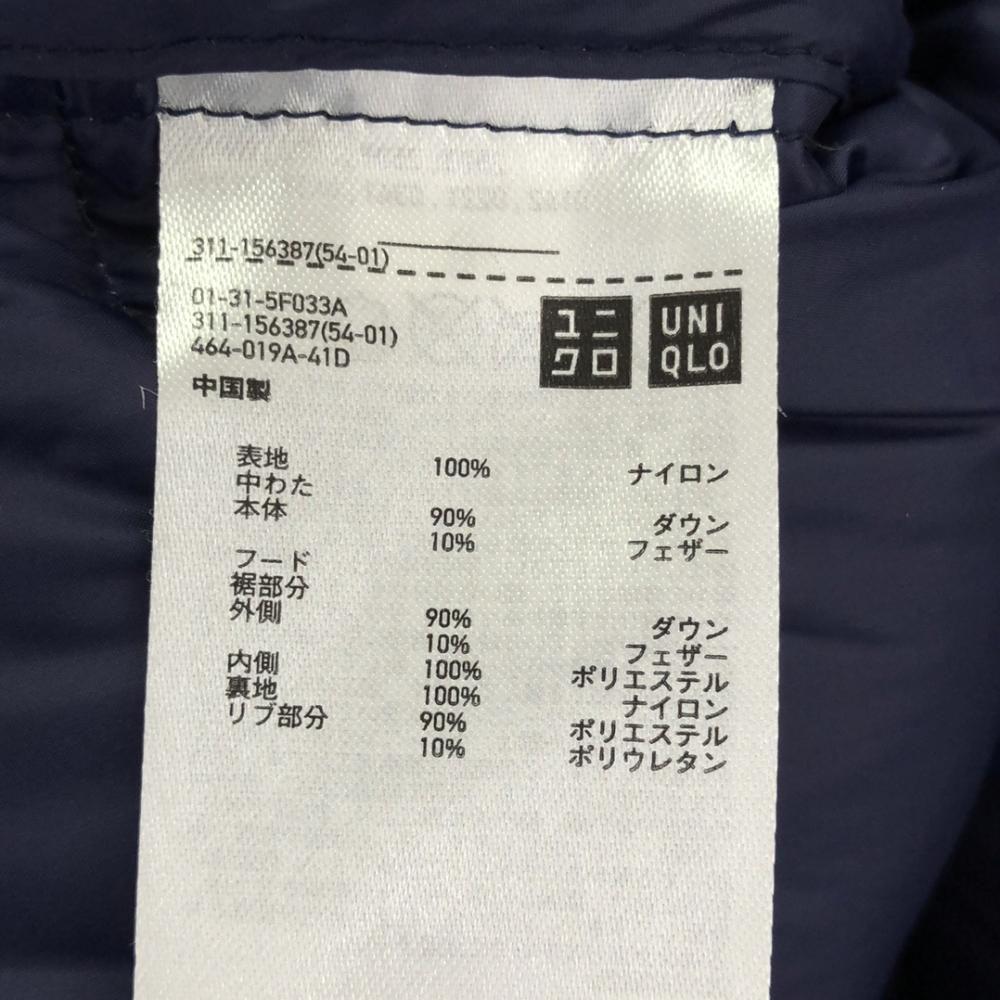 311-156387(54-01)
01-31-5F033A
311-156387(54-01)
464-019A-41D
中国製
ユニ
クロ
UNI
QLO
表地 100% ナイロン
中わた
本体 90% ダウン
10% フェザー
フード
裾部分
外側 90% ダウン
10% フェザー
内側 100% ポリエステル
裏地 100% ナイロン
リブ部分 90% ポリエステル
10% ポリウレタン